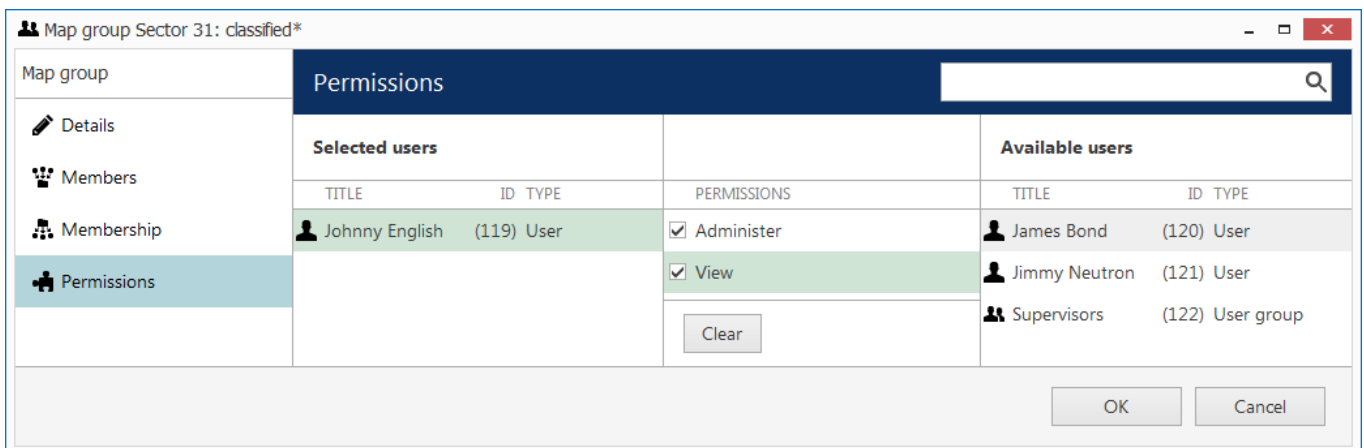 Map group Sector 31: classified*
Map group
Permissions
Details
Members
Membership
Permissions
Selected users
Available users
TITLE ID TYPE
PERMISSIONS
TITLE ID TYPE
Johnny English (119) User
Administer
View
Clear
James Bond (120) User
Jimmy Neutron (121) User
Supervisors (122) User group
OK
Cancel